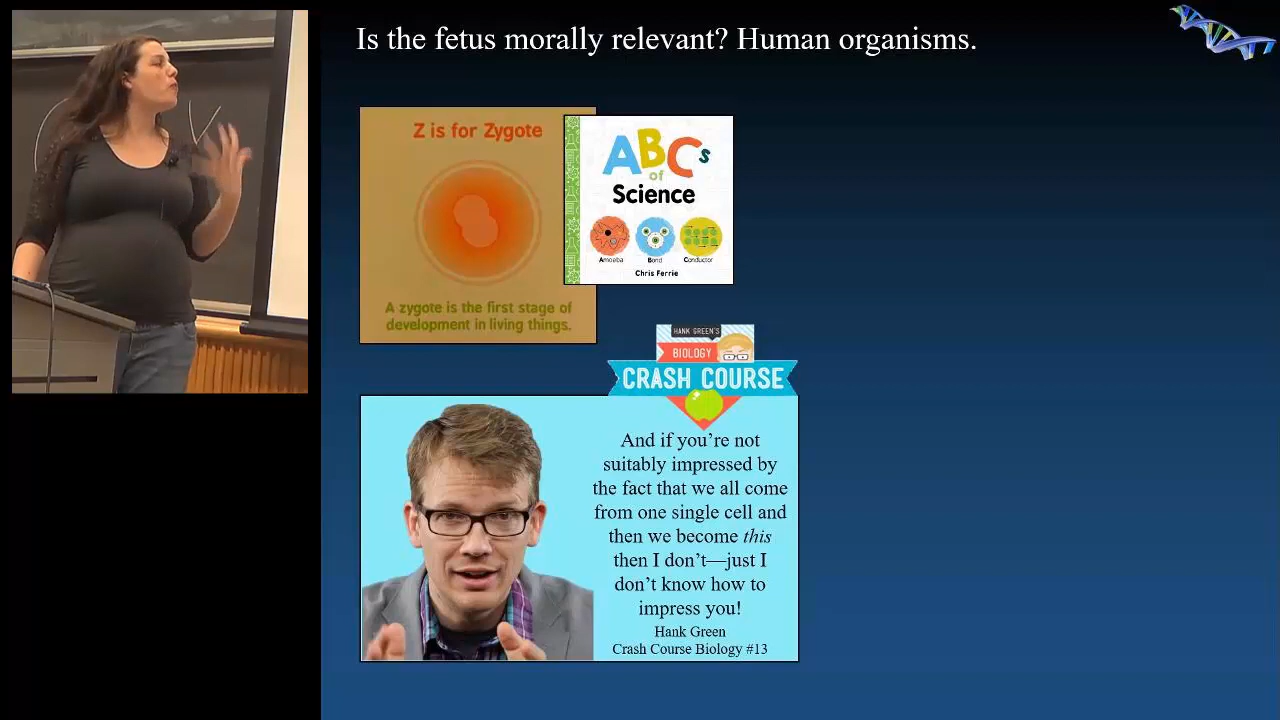 Is the fetus morally relevant? Human organisms.
Z is for Zygote
A zygote is the first stage of
development in living things.
ABCs
of
Science
Amoeba
Bond
Conductor
Chris Ferrie
HANK GREEN'S
BIOLOGY
CRASH COURSE
And if you're not
suitably impressed by
the fact that we all come
from one single cell and
then we become this
then I don't—just I
don't know how to
impress you!
Hank Green
Crash Course Biology #13